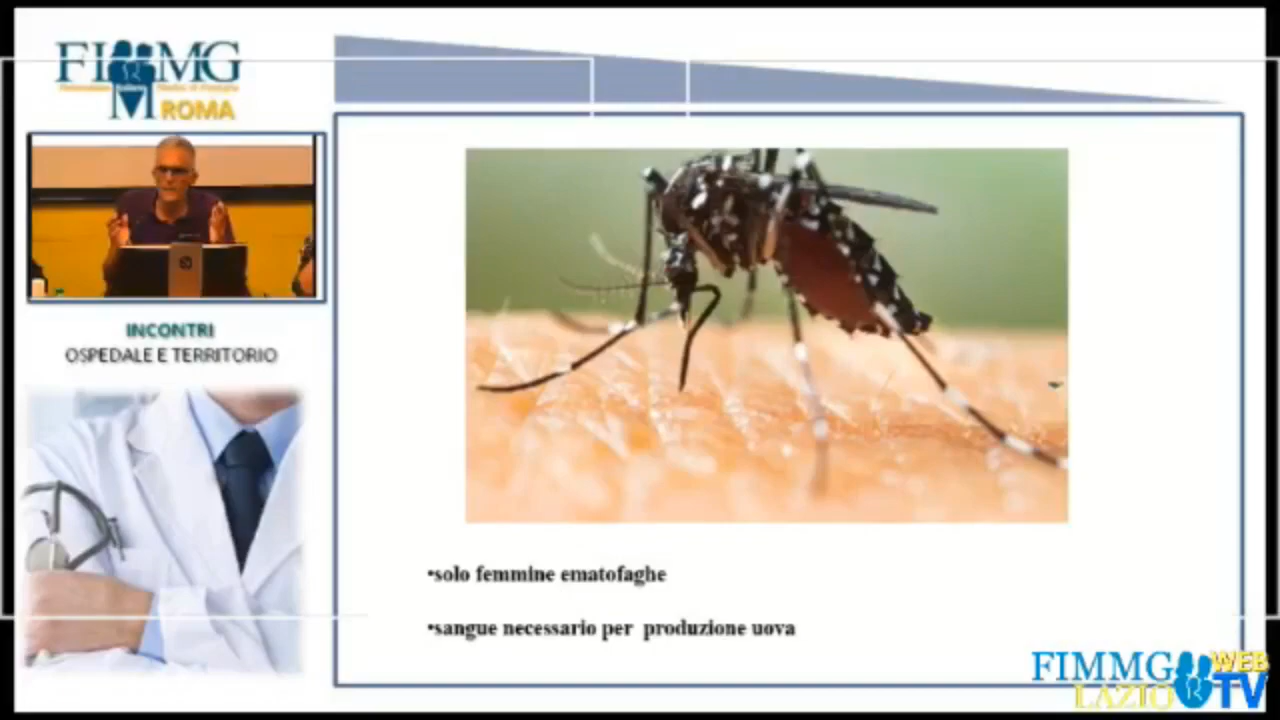 FIMMG
ROMA
INCONTRI
OSPEDALE E TERRITORIO
•solo femmine ematofaghe
•sangue necessario per produzione uova
FIMMG WEB
LAZIO TV